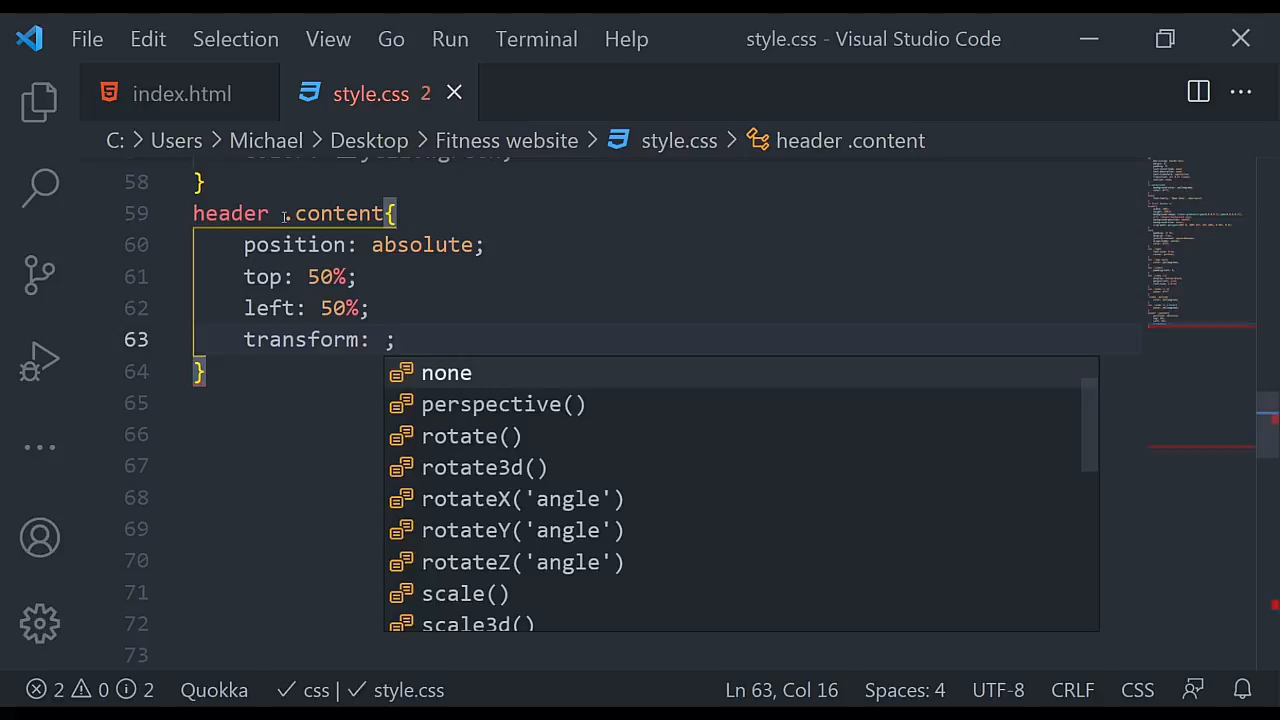 File Edit Selection View Go Run Terminal Help style.css - Visual Studio Code
index.html style.css 2
C: > Users > Michael > Desktop > Fitness website > style.css > header .content
58 }
59 header .content{
60 position: absolute;
61 top: 50%;
62 left: 50%;
63 transform: ;
64 }
none
65 perspective()
66 rotate()
67 rotate3d()
68 rotateX('angle')
69 rotateY('angle')
70 rotateZ('angle')
71 scale()
72 scale3d()
73
2 0 2 Quokka css | style.css Ln 63, Col 16 Spaces: 4 UTF-8 CRLF CSS